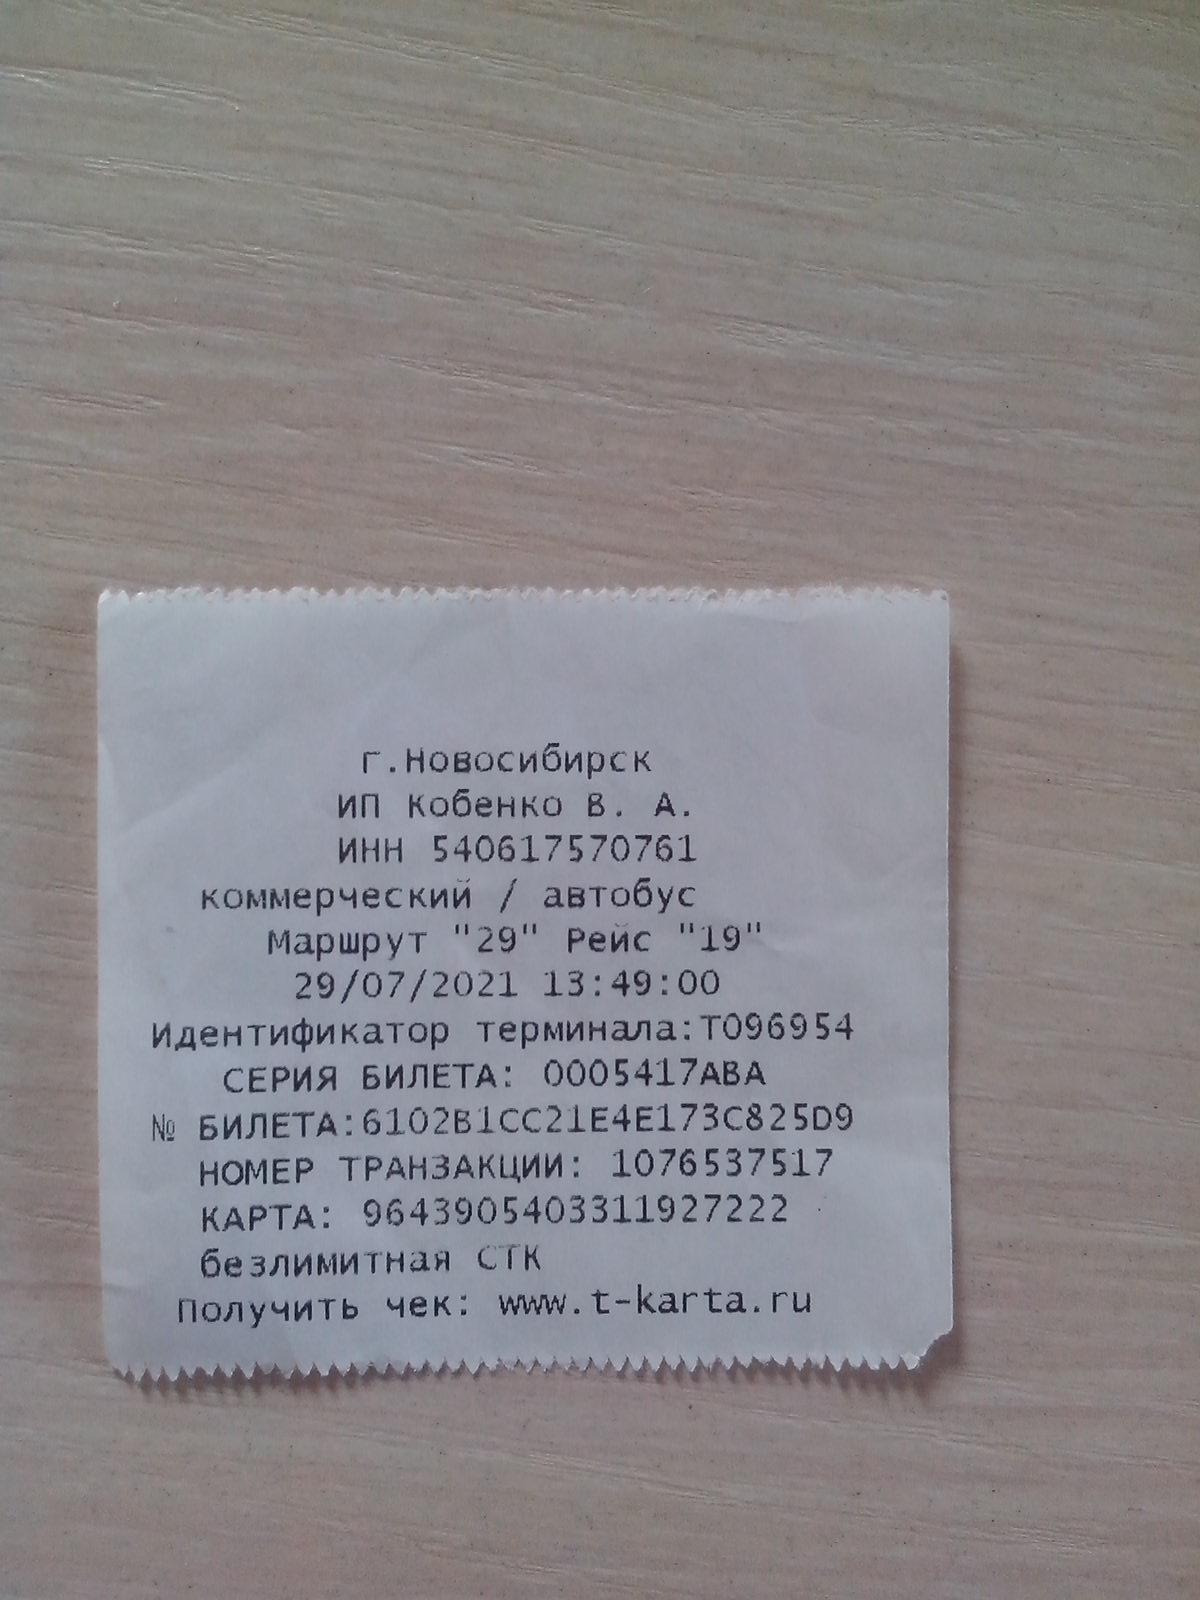 г.Новосибирск
ИП Кобенко В. А.
ИНН 540617570761
коммерческий / автобус
Маршрут "29" Рейс "19"
29/07/2021 13:49:00
Идентификатор терминала:T096954
СЕРИЯ БИЛЕТА: 0005417ABA
№ БИЛЕТА:6102B1CC21E4E173C825D9
НОМЕР ТРАНЗАКЦИИ: 1076537517
КАРТА: 9643905403311927222
безлимитная СТК
Получить чек: www.t-karta.ru